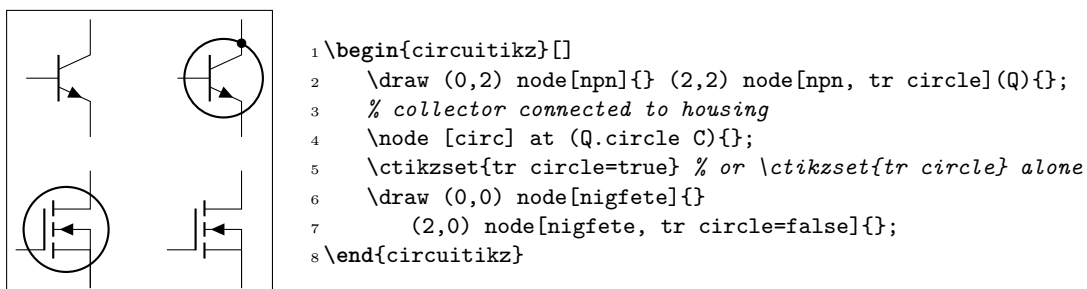 1 \begin{circuitikz}[]
2 \draw (0,2) node[npn]{} (2,2) node[npn, tr circle](Q){};
3 % collector connected to housing
4 \node [circ] at (Q.circle C){};
5 \ctikzset{tr circle=true} % or \ctikzset{tr circle} alone
6 \draw (0,0) node[nigfete]{}
7 (2,0) node[nigfete, tr circle=false]{};
8 \end{circuitikz}